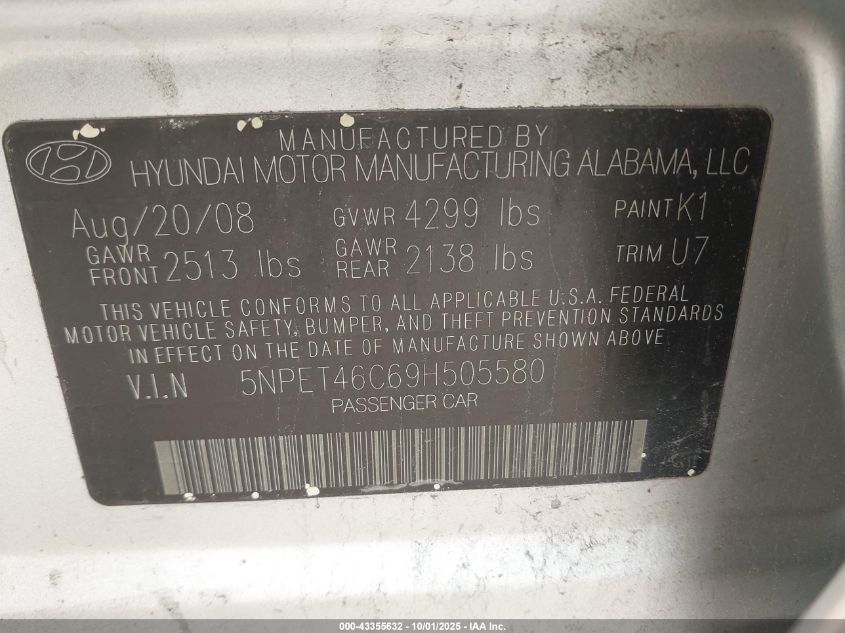 MANUFACTURED BY
HYUNDAI MOTOR MANUFACTURING ALABAMA, LLC
Aug/20/08 GVWR 4299 lbs PAINT K1
GAWR FRONT 2513 lbs GAWR REAR 2138 lbs TRIM U7
THIS VEHICLE CONFORMS TO ALL APPLICABLE U.S.A. FEDERAL
MOTOR VEHICLE SAFETY, BUMPER, AND THEFT PREVENTION STANDARDS
IN EFFECT ON THE DATE OF MANUFACTURE SHOWN ABOVE
V.I.N 5NPET46C69H505580
PASSENGER CAR
000-43355632 - 10/01/2025 - IAA Inc.